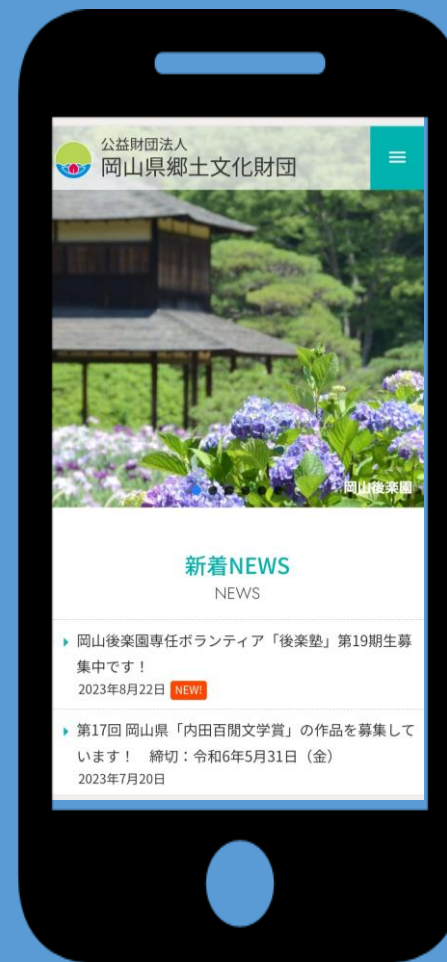 公益財団法人
岡山県郷土文化財団
岡山後楽園
新着NEWS
NEWS
岡山後楽園専任ボランティア「後楽塾」第19期生募
集中です！
2023年8月22日 NEW!
第17回 岡山県「内田百閒文学賞」の作品を募集して
います！　締切：令和6年5月31日（金）
2023年7月20日